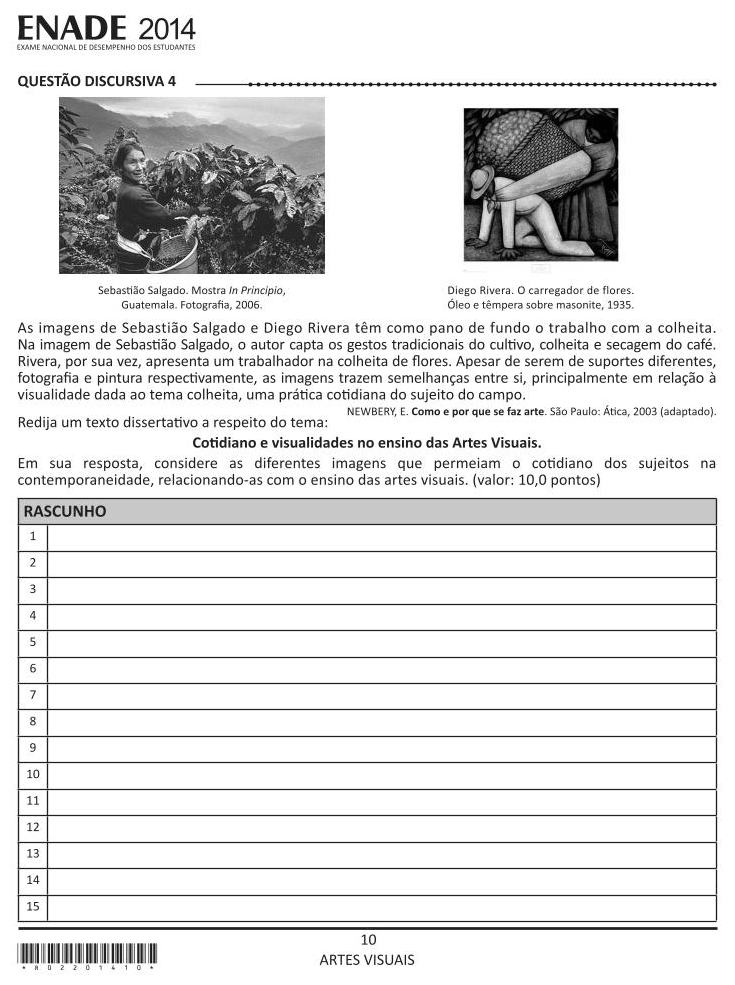 ENADE 2014
EXAME NACIONAL DE DESEMPENHO DOS ESTUDANTES
QUESTÃO DISCURSIVA 4
Sebastião Salgado. Mostra In Principio,
Guatemala. Fotografia, 2006.
Diego Rivera. O carregador de flores.
Óleo e têmpera sobre masonite, 1935.
As imagens de Sebastião Salgado e Diego Rivera têm como pano de fundo o trabalho com a colheita.
Na imagem de Sebastião Salgado, o autor capta os gestos tradicionais do cultivo, colheita e secagem do café.
Rivera, por sua vez, apresenta um trabalhador na colheita de flores. Apesar de serem de suportes diferentes,
fotografia e pintura respectivamente, as imagens trazem semelhanças entre si, principalmente em relação à
visualidade dada ao tema colheita, uma prática cotidiana do sujeito do campo.
NEWBERY, E. Como e por que se faz arte. São Paulo: Ática, 2003 (adaptado).
Redija um texto dissertativo a respeito do tema:
Cotidiano e visualidades no ensino das Artes Visuais.
Em sua resposta, considere as diferentes imagens que permeiam o cotidiano dos sujeitos na
contemporaneidade, relacionando-as com o ensino das artes visuais. (valor: 10,0 pontos)
RASCUNHO
1
2
3
4
5
6
7
8
9
10
11
12
13
14
15
*R0220141 0*
10
ARTES VISUAIS